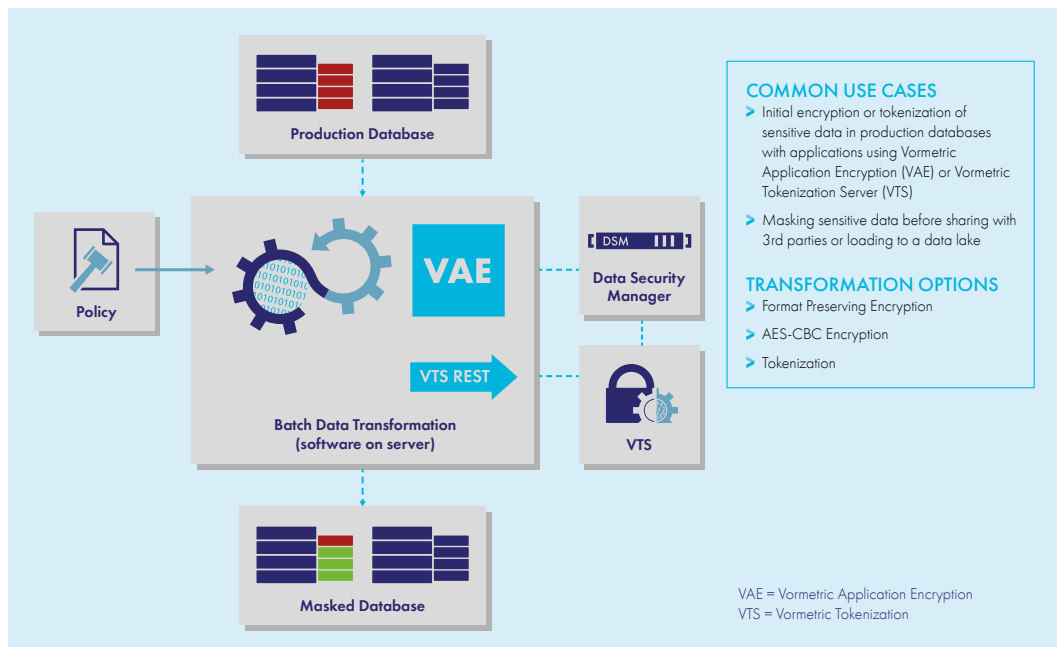 Production Database
Policy
1010101010
VAE
DSM
Data Security
Manager
VTS REST
Batch Data Transformation
(software on server)
VTS
Masked Database
COMMON USE CASES
Initial encryption or tokenization of
sensitive data in production databases
with applications using Vormetric
Application Encryption (VAE) or Vormetric
Tokenization Server (VTS)
Masking sensitive data before sharing with
3rd parties or loading to a data lake
TRANSFORMATION OPTIONS
Format Preserving Encryption
AES-CBC Encryption
Tokenization
VAE = Vormetric Application Encryption
VTS = Vormetric Tokenization